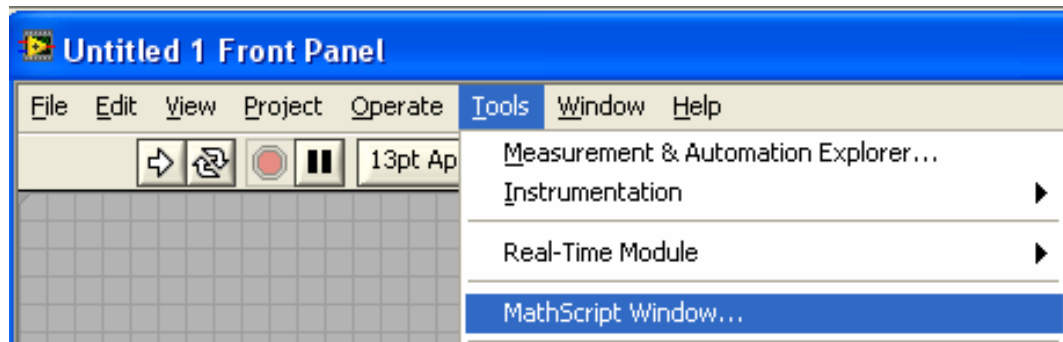 Untitled 1 Front Panel
File Edit View Project Operate Tools Window Help
13pt Ap
Measurement & Automation Explorer...
Instrumentation
Real-Time Module
MathScript Window...